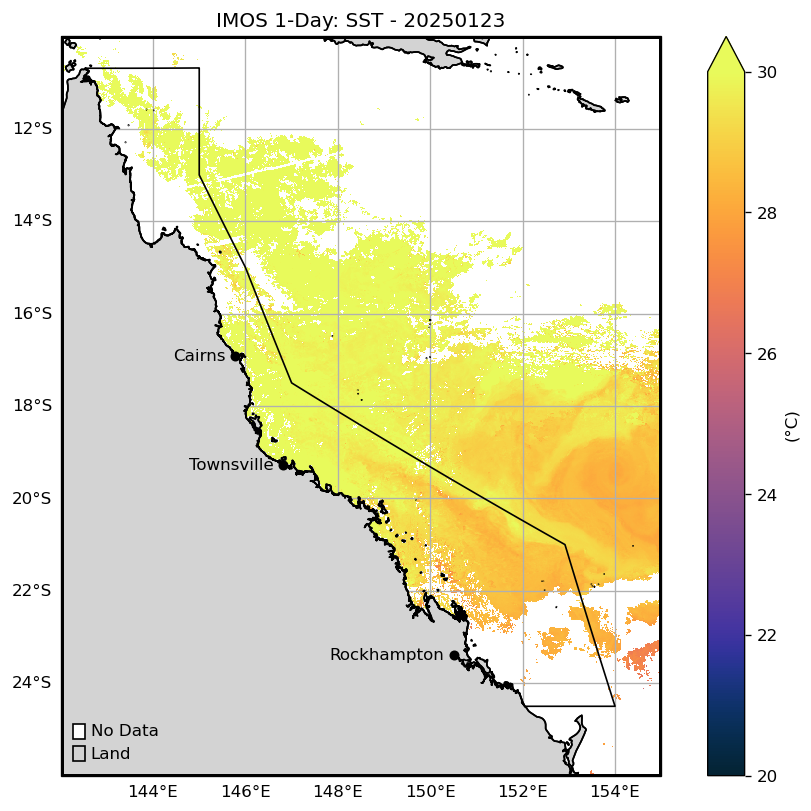 IMOS 1-Day: SST - 20250123
12°S
14°S
16°S
18°S
20°S
22°S
24°S
Cairns
Townsville
Rockhampton
No Data
Land
144°E
146°E
148°E
150°E
152°E
154°E
30
28
26
24
22
20
(°C)